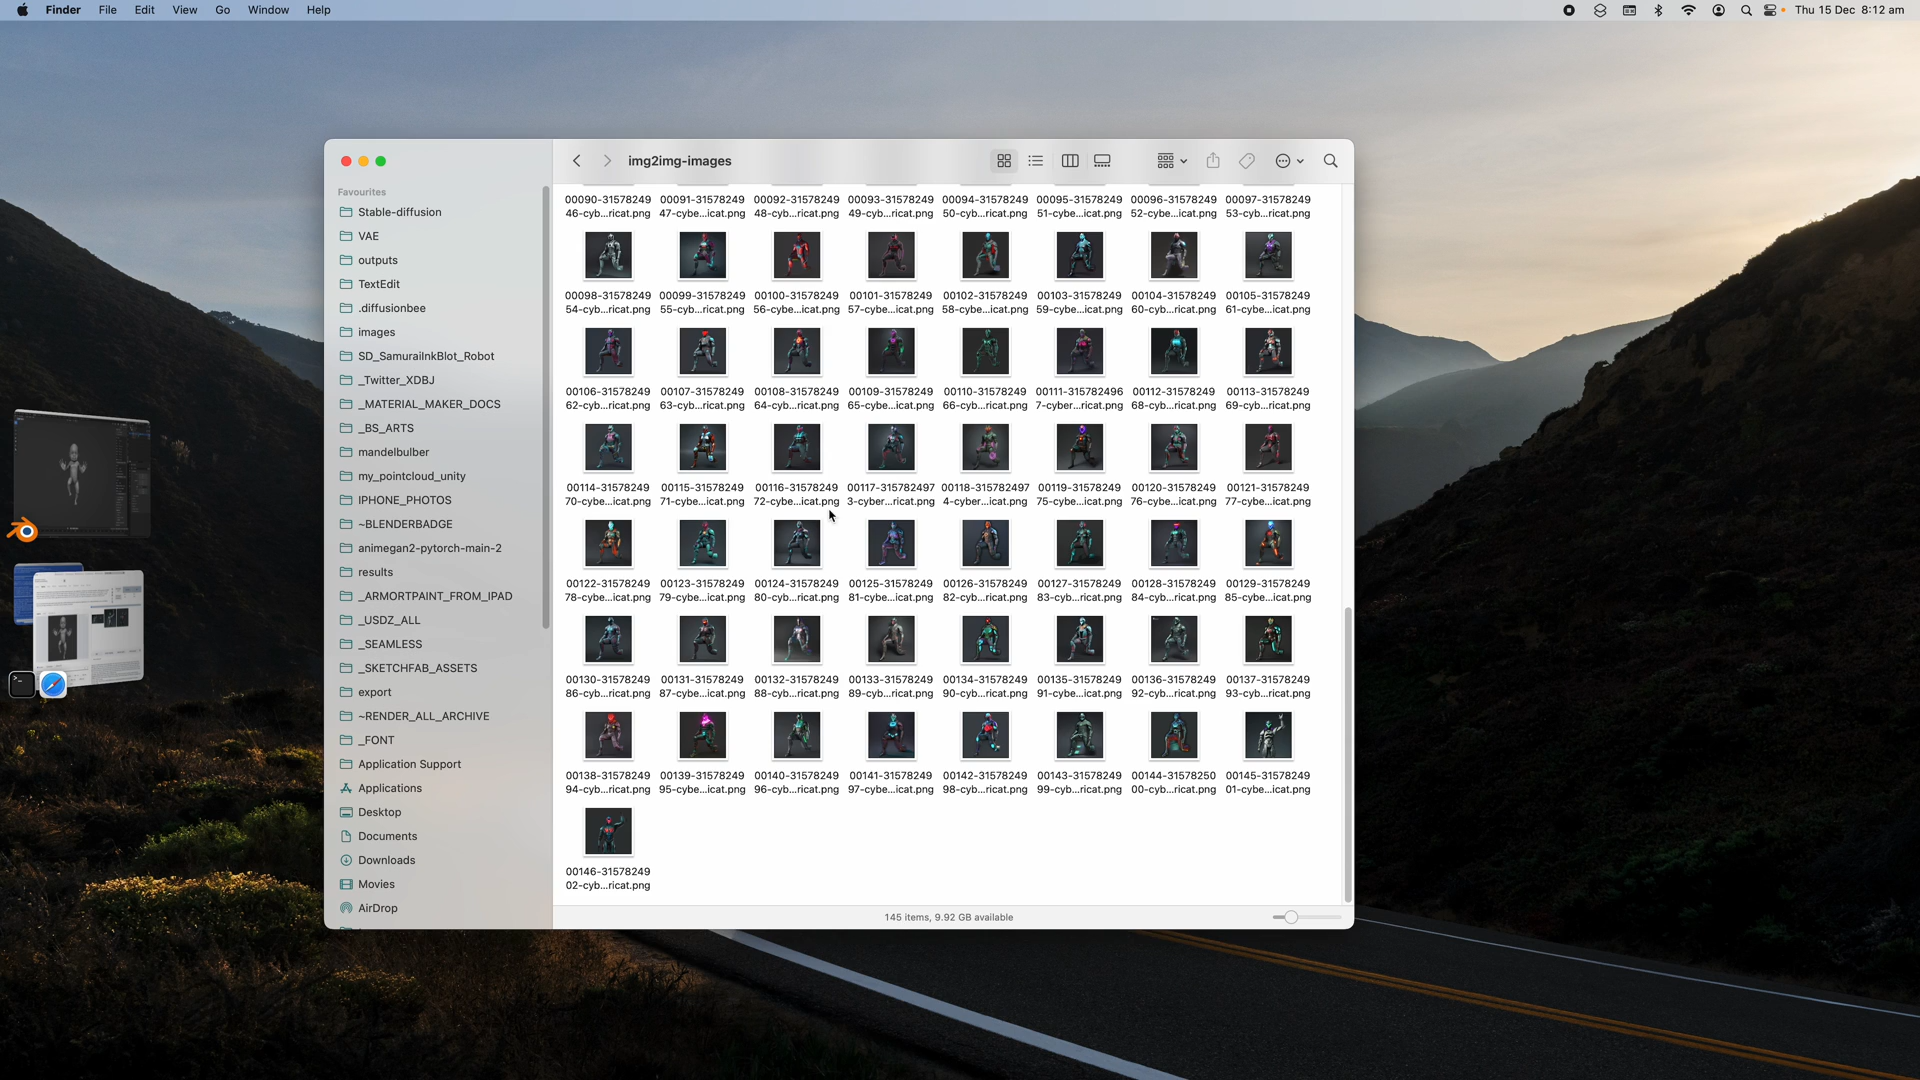 Finder File Edit View Go Window Help Thu 15 Dec 8:12 am
img2img-images
Favourites
Stable-diffusion
VAE
outputs
TextEdit
.diffusionbee
images
SD_SamuraiInkBlot_Robot
_Twitter_XDBJ
_MATERIAL_MAKER_DOCS
_BS_ARTS
mandelbulber
my_pointcloud_unity
IPHONE_PHOTOS
~BLENDERBADGE
animegan2-pytorch-main-2
results
_ARMORTPAINT_FROM_IPAD
_USDZ_ALL
_SEAMLESS
_SKETCHFAB_ASSETS
export
~RENDER_ALL_ARCHIVE
_FONT
Application Support
Applications
Desktop
Documents
Downloads
Movies
AirDrop
00090-31578249 00091-31578249 00092-31578249 00093-31578249 00094-31578249 00095-31578249 00096-31578249 00097-31578249
46-cyb...ricat.png 47-cybe...icat.png 48-cyb...ricat.png 49-cyb...ricat.png 50-cyb...ricat.png 51-cybe...icat.png 52-cybe...icat.png 53-cyb...ricat.png
00098-31578249 00099-31578249 00100-31578249 00101-31578249 00102-31578249 00103-31578249 00104-31578249 00105-31578249
54-cyb...ricat.png 55-cyb...ricat.png 56-cybe...icat.png 57-cybe...icat.png 58-cybe...icat.png 59-cybe...icat.png 60-cyb...ricat.png 61-cybe...icat.png
00106-31578249 00107-31578249 00108-31578249 00109-31578249 00110-31578249 00111-315782496 00112-31578249 00113-31578249
62-cyb...ricat.png 63-cyb...ricat.png 64-cyb...ricat.png 65-cybe...icat.png 66-cyb...ricat.png 7-cyber...ricat.png 68-cyb...ricat.png 69-cyb...ricat.png
00114-31578249 00115-31578249 00116-31578249 00117-315782497 00118-315782497 00119-31578249 00120-31578249 00121-31578249
70-cybe...icat.png 71-cybe...icat.png 72-cybe...icat.png 3-cyber...ricat.png 4-cyber...icat.png 75-cybe...icat.png 76-cybe...icat.png 77-cybe...icat.png
00122-31578249 00123-31578249 00124-31578249 00125-31578249 00126-31578249 00127-31578249 00128-31578249 00129-31578249
78-cybe...icat.png 79-cybe...icat.png 80-cyb...ricat.png 81-cybe...icat.png 82-cyb...ricat.png 83-cyb...ricat.png 84-cyb...ricat.png 85-cybe...icat.png
00130-31578249 00131-31578249 00132-31578249 00133-31578249 00134-31578249 00135-31578249 00136-31578249 00137-31578249
86-cyb...ricat.png 87-cybe...icat.png 88-cyb...ricat.png 89-cyb...ricat.png 90-cyb...ricat.png 91-cybe...icat.png 92-cyb...ricat.png 93-cyb...ricat.png
00138-31578249 00139-31578249 00140-31578249 00141-31578249 00142-31578249 00143-31578249 00144-31578250 00145-31578249
94-cyb...ricat.png 95-cybe...icat.png 96-cyb...ricat.png 97-cybe...icat.png 98-cyb...ricat.png 99-cyb...ricat.png 00-cyb...ricat.png 01-cybe...icat.png
00146-31578249
02-cyb...ricat.png
145 items, 9.92 GB available